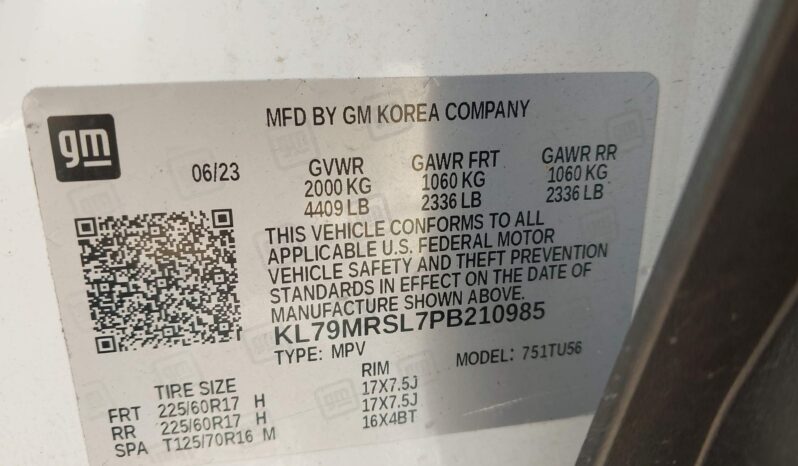 gm
MFD BY GM KOREA COMPANY
06/23 GVWR GAWR FRT GAWR RR
2000 KG 1060 KG 1060 KG
4409 LB 2336 LB 2336 LB
THIS VEHICLE CONFORMS TO ALL
APPLICABLE U.S. FEDERAL MOTOR
VEHICLE SAFETY AND THEFT PREVENTION
STANDARDS IN EFFECT ON THE DATE OF
MANUFACTURE SHOWN ABOVE.
KL79MRSL7PB210985
TYPE: MPV MODEL: 751TU56
TIRE SIZE RIM
FRT 225/60R17 H 17X7.5J
RR 225/60R17 H 17X7.5J
SPA T125/70R16 M 16X4BT